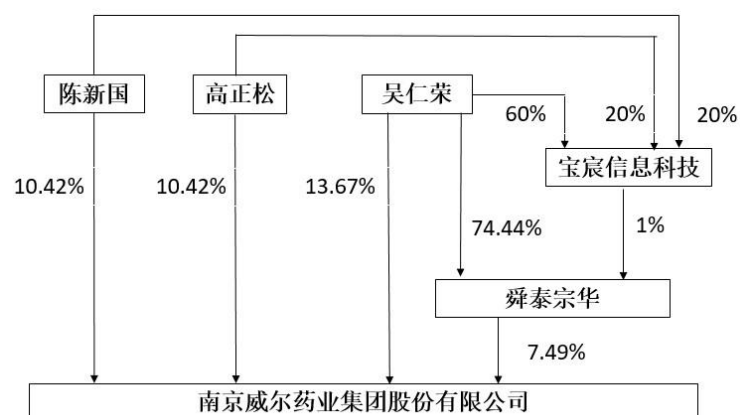 陈新国
高正松
吴仁荣
60%
20%
20%
宝宸信息科技
10.42%
10.42%
13.67%
74.44%
1%
舜泰宗华
7.49%
南京威尔药业集团股份有限公司